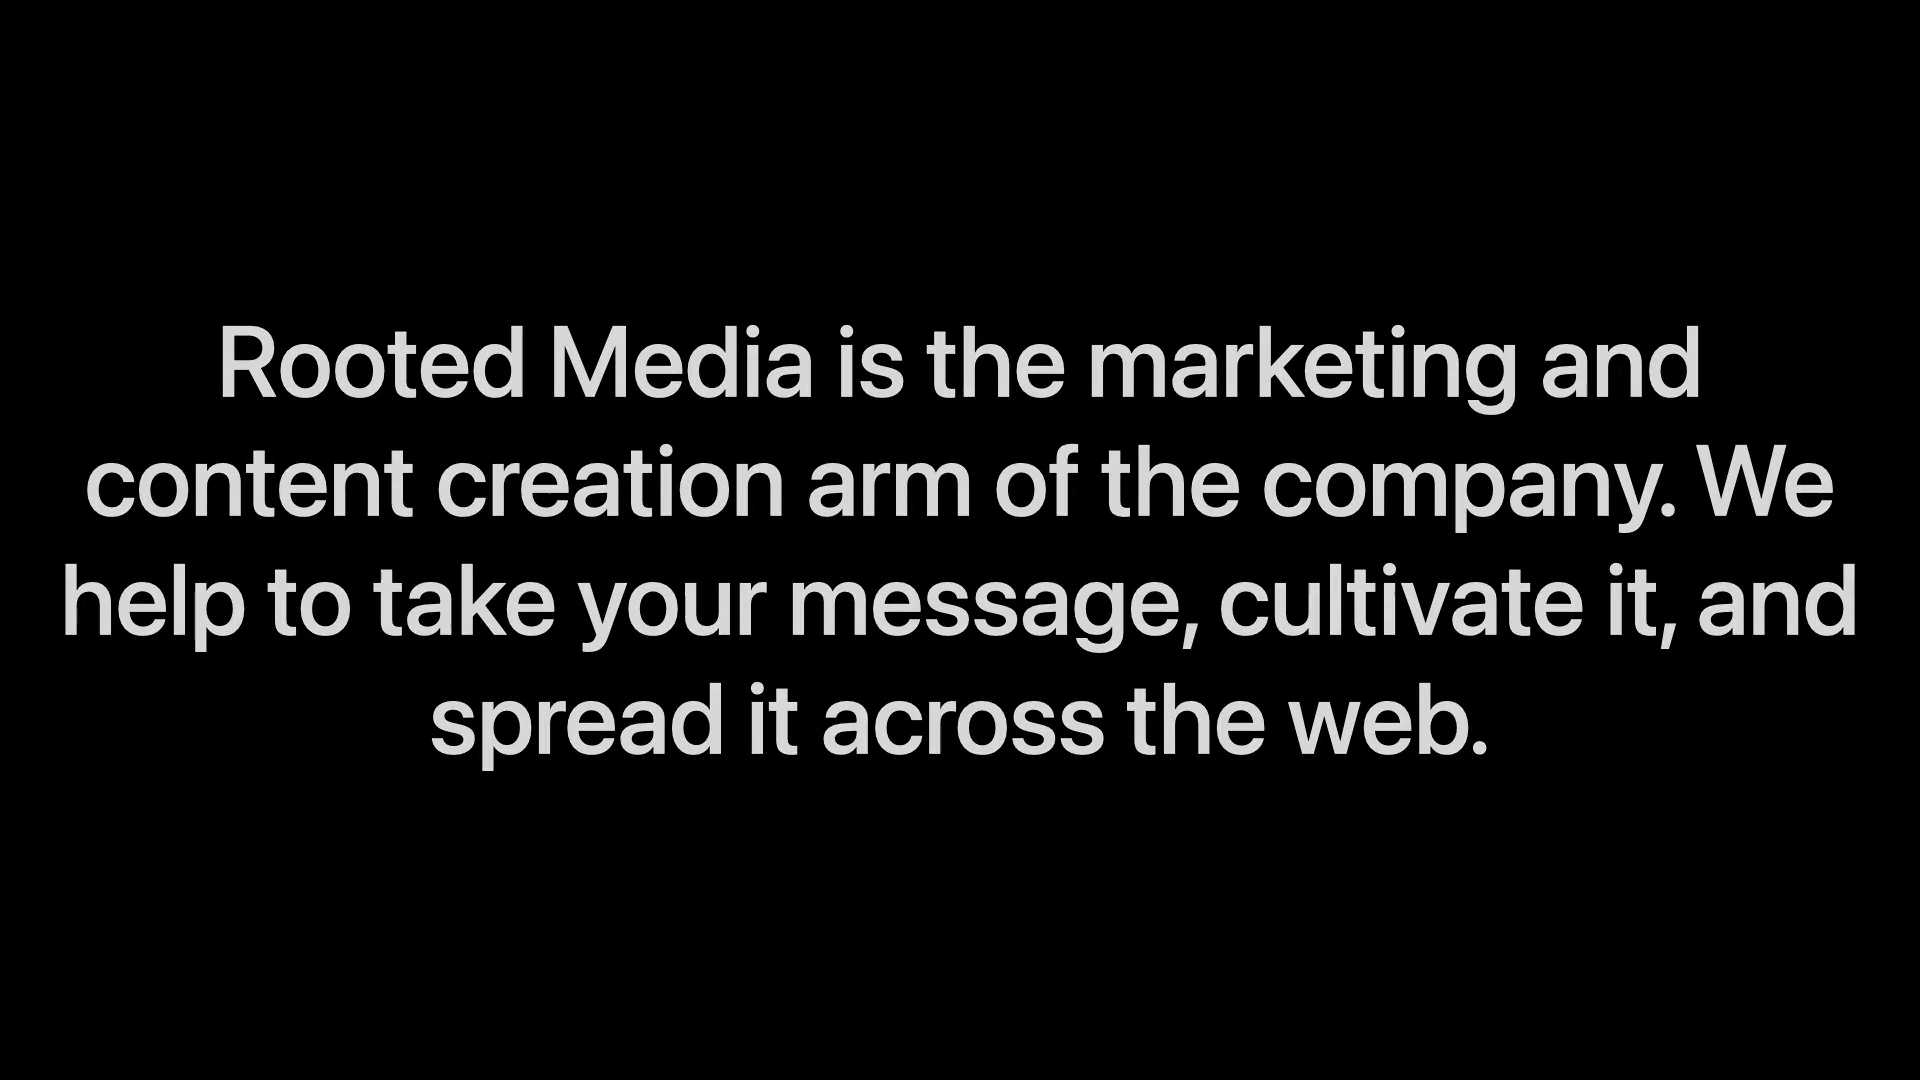 Rooted Media is the marketing and
content creation arm of the company. We
help to take your message, cultivate it, and
spread it across the web.